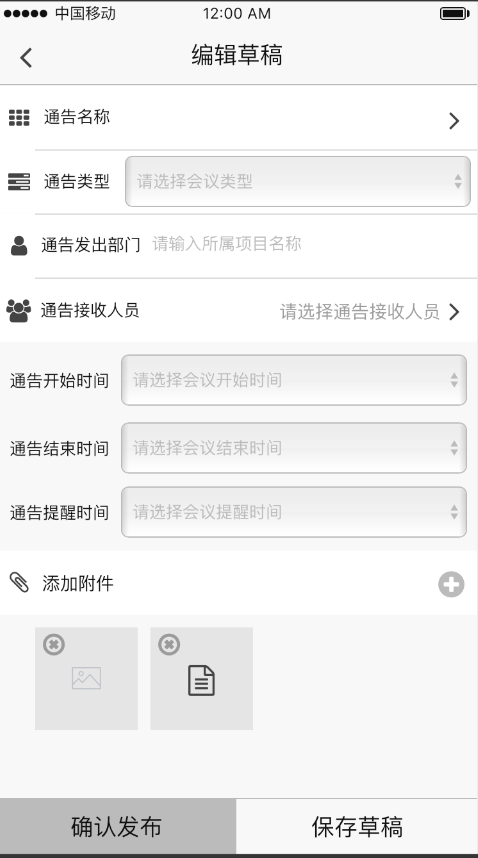 中国移动 12:00 AM
编辑草稿
通告名称
通告类型 请选择会议类型
通告发出部门 请输入所属项目名称
通告接收人员 请选择通告接收人员
通告开始时间 请选择会议开始时间
通告结束时间 请选择会议结束时间
通告提醒时间 请选择会议提醒时间
添加附件
确认发布 保存草稿